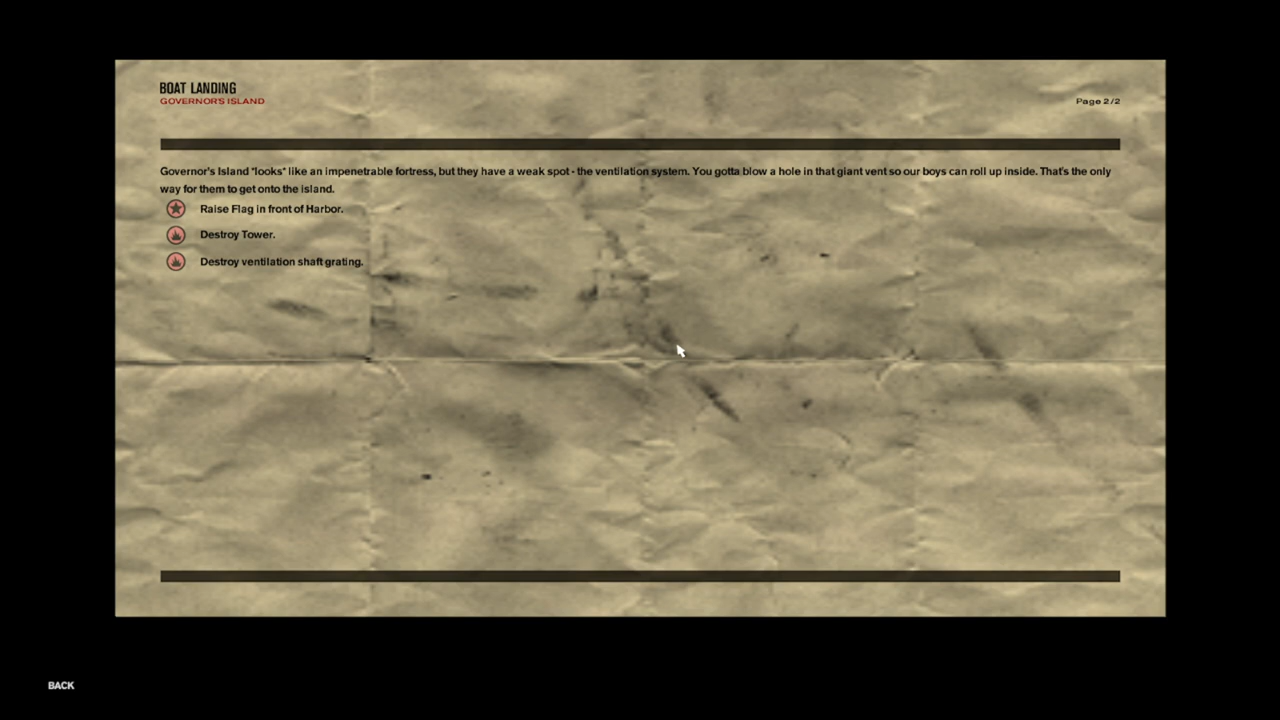 BOAT LANDING
GOVERNOR'S ISLAND
Page 2/2
Governor's Island "looks" like an impenetrable fortress, but they have a weak spot - the ventilation system. You gotta blow a hole in that giant vent so our boys can roll up inside. That's the only
way for them to get onto the island.
Raise Flag in front of Harbor.
Destroy Tower.
Destroy ventilation shaft grating.
BACK